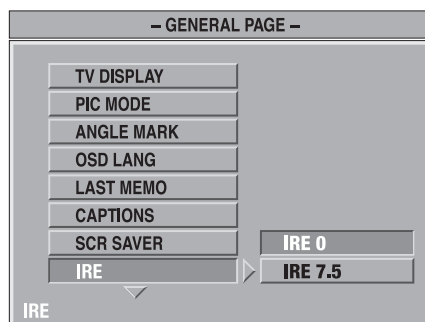 – GENERAL PAGE –
TV DISPLAY
PIC MODE
ANGLE MARK
OSD LANG
LAST MEMO
CAPTIONS
SCR SAVER
IRE 0
IRE
IRE 7.5
IRE